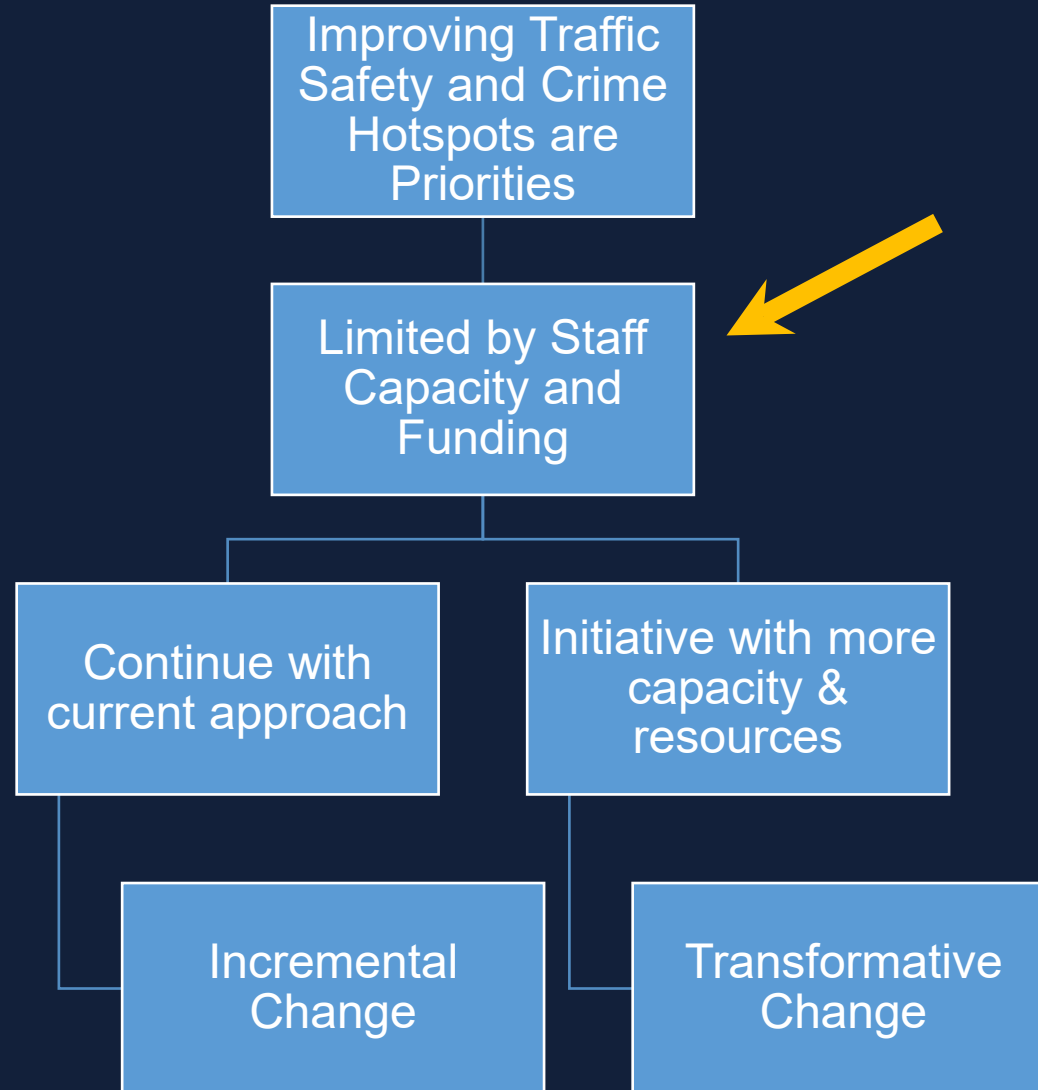 Improving Traffic
Safety and Crime
Hotspots are
Priorities
Limited by Staff
Capacity and
Funding
Continue with
current approach
Initiative with more
capacity &
resources
Incremental
Change
Transformative
Change